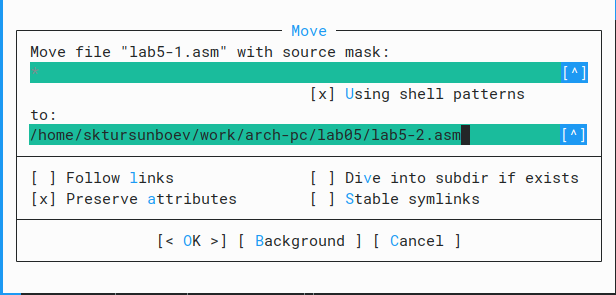 Move
Move file "lab5-1.asm" with source mask:
* [^]
[x] Using shell patterns
to:
/home/sktursunboev/work/arch-pc/lab05/lab5-2.asm [^]
[ ] Follow links [ ] Dive into subdir if exists
[x] Preserve attributes [ ] Stable symlinks
[< OK >] [ Background ] [ Cancel ]